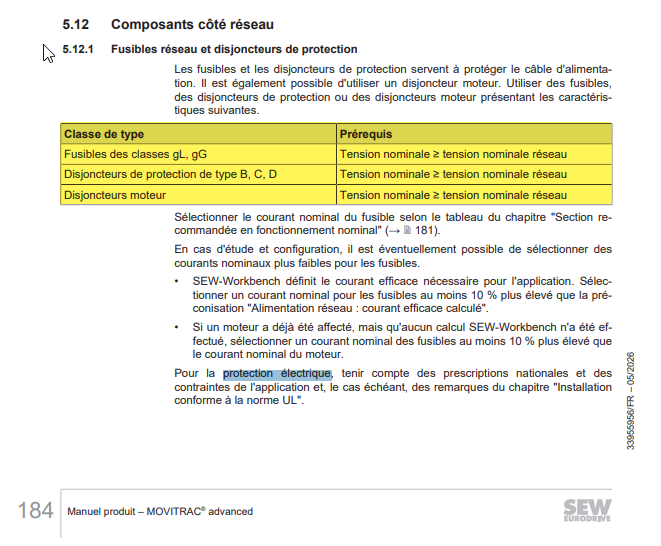 5.12 Composants côté réseau
5.12.1 Fusibles réseau et disjoncteurs de protection
Les fusibles et les disjoncteurs de protection servent à protéger le câble d'alimenta-
tion. Il est également possible d'utiliser un disjoncteur moteur. Utiliser des fusibles,
des disjoncteurs de protection ou des disjoncteurs moteur présentant les caractéris-
tiques suivantes.
Classe de type Prérequis
Fusibles des classes gL, gG Tension nominale ≥ tension nominale réseau
Disjoncteurs de protection de type B, C, D Tension nominale ≥ tension nominale réseau
Disjoncteurs moteur Tension nominale ≥ tension nominale réseau
Sélectionner le courant nominal du fusible selon le tableau du chapitre "Section re-
commandée en fonctionnement nominal" (→ 🗎 181).
En cas d'étude et configuration, il est éventuellement possible de sélectionner des
courants nominaux plus faibles pour les fusibles.
• SEW-Workbench définit le courant efficace nécessaire pour l'application. Sélec-
tionner un courant nominal pour les fusibles au moins 10 % plus élevé que la pré-
conisation "Alimentation réseau : courant efficace calculé".
• Si un moteur a déjà été affecté, mais qu'aucun calcul SEW-Workbench n'a été ef-
fectué, sélectionner un courant nominal des fusibles au moins 10 % plus élevé que
le courant nominal du moteur.
Pour la protection électrique, tenir compte des prescriptions nationales et des
contraintes de l'application et, le cas échéant, des remarques du chapitre "Installation
conforme à la norme UL".
33955956/FR – 05/2026
184 Manuel produit – MOVITRAC® advanced
SEW
EURODRIVE